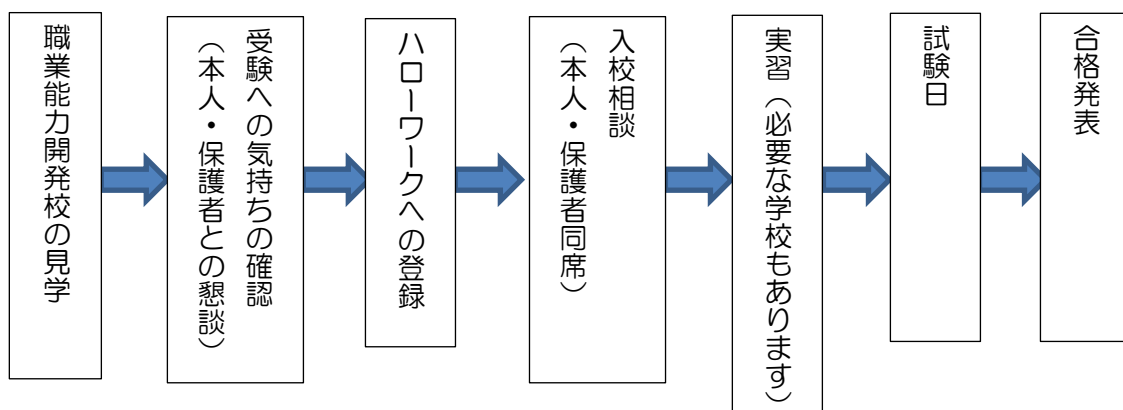 職業能力開発校の見学
受験への気持ちの確認
（本人・保護者との懇談）
ハローワークへの登録
入校相談
（本人・保護者同席）
実習（必要な学校もあります）
試験日
合格発表